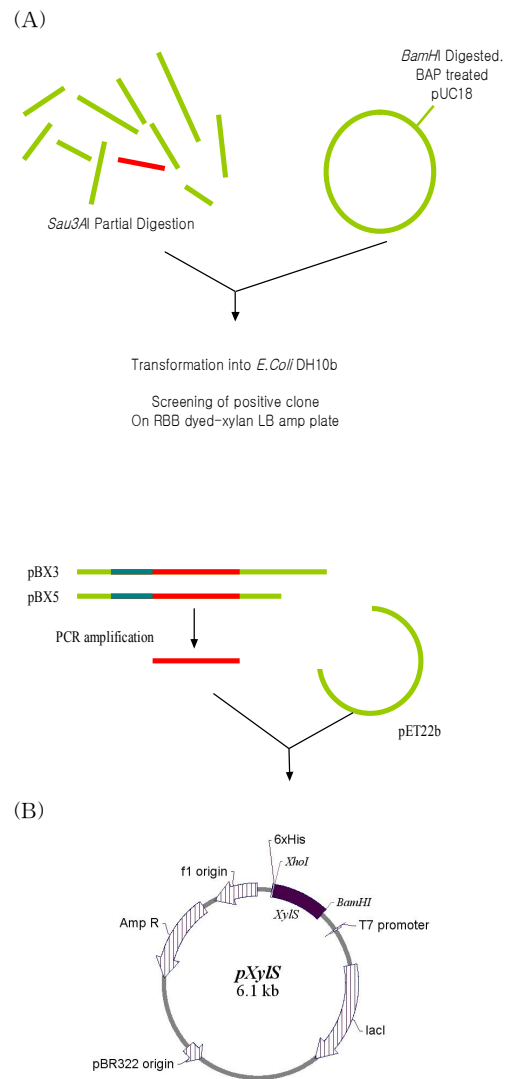 (A)
BamHI Digested.
BAP treated
pUC18
Sau3AI Partial Digestion
Transformation into E.Coli DH10b
Screening of positive clone
On RBB dyed-xylan LB amp plate
pBX3
pBX5
PCR amplification
pET22b
(B)
6xHis
XhoI
f1 origin
BamHI
XylS
T7 promoter
Amp R
pXylS
6.1 kb
lacI
pBR322 origin